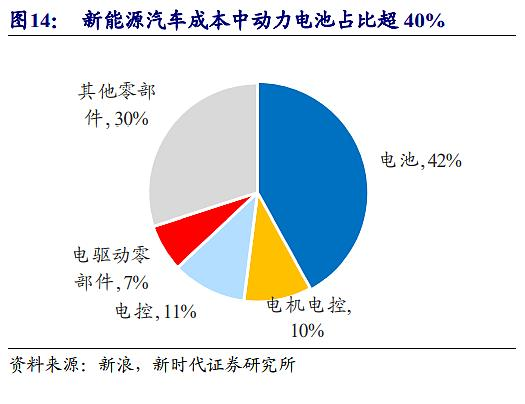 图14： 新能源汽车成本中动力电池占比超 40%
其他零部
件, 30%
电池, 42%
电驱动零
部件, 7%
电控, 11%
电机电控,
10%
资料来源：新浪，新时代证券研究所